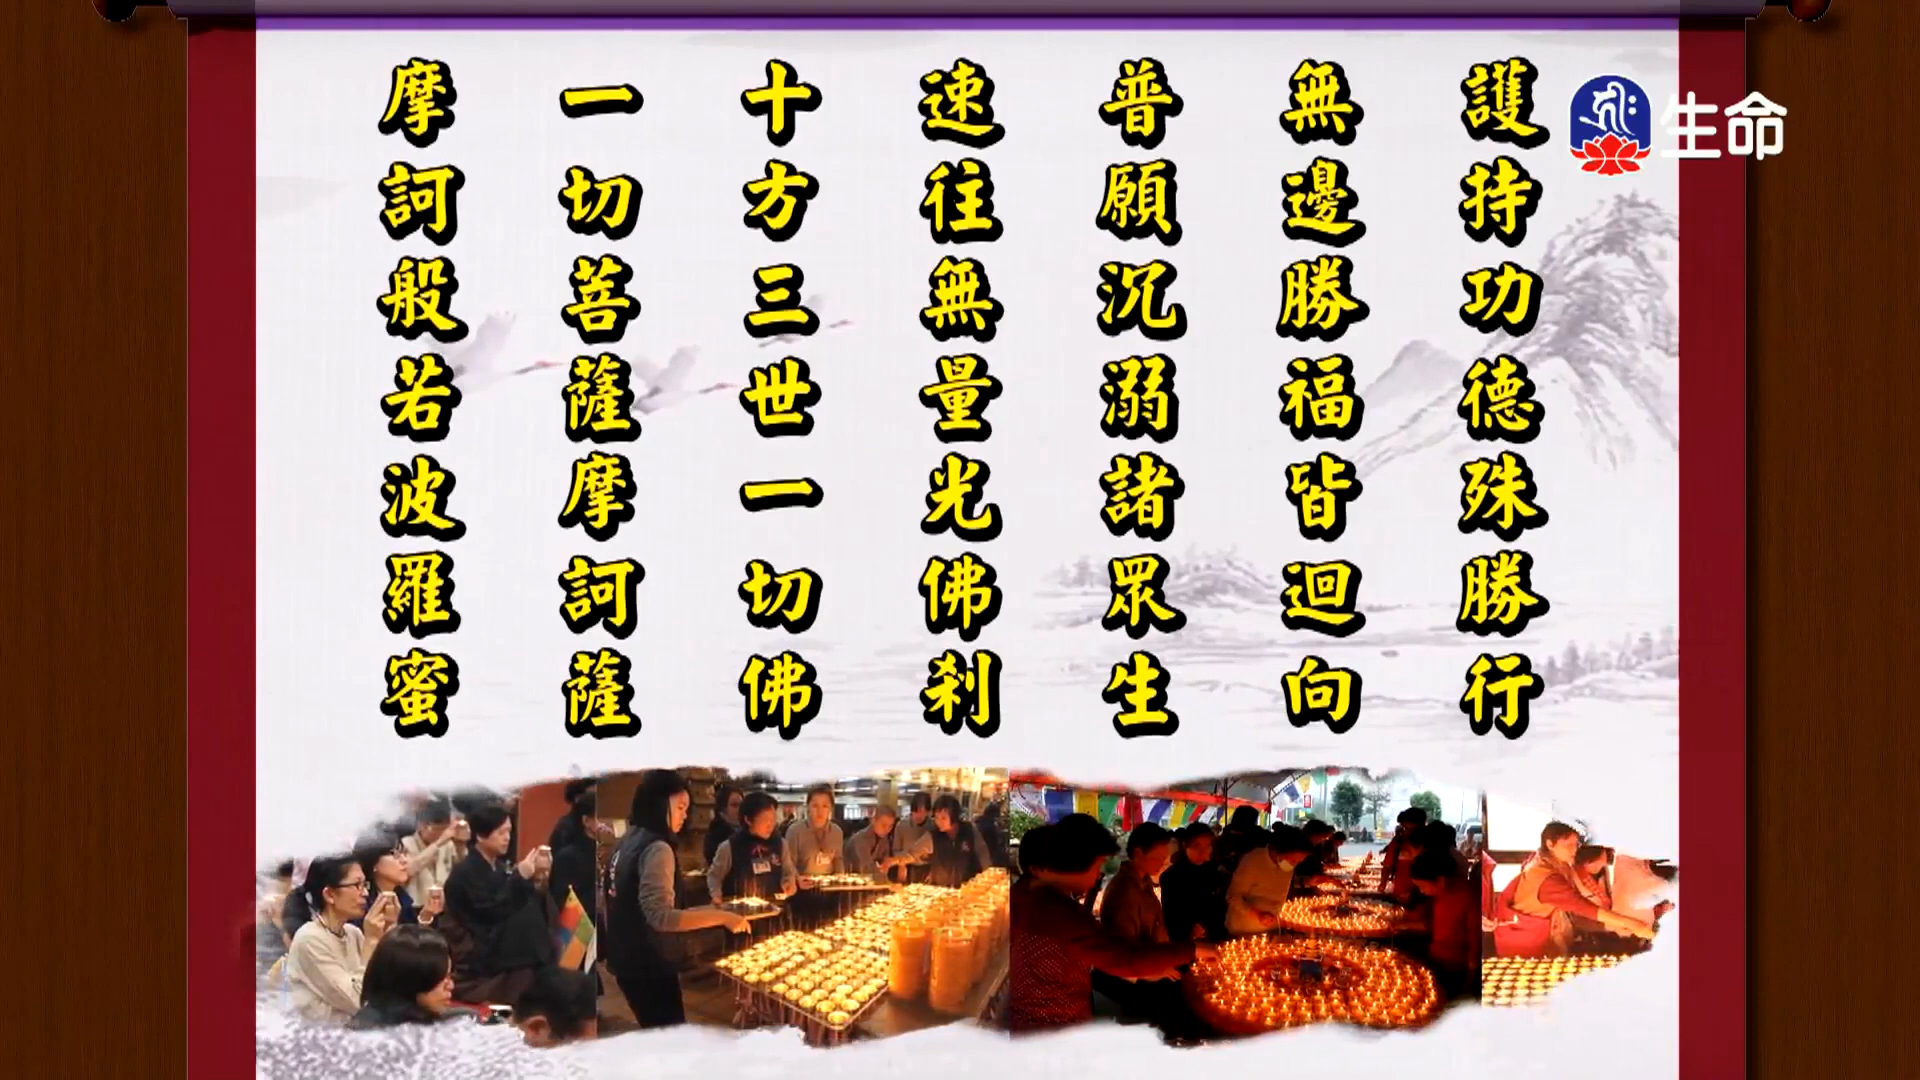 護持功德殊勝行
無邊勝福皆迴向
普願沉溺諸眾生
速往無量光佛剎
十方三世一切佛
一切菩薩摩訶薩
摩訶般若波羅蜜
生命